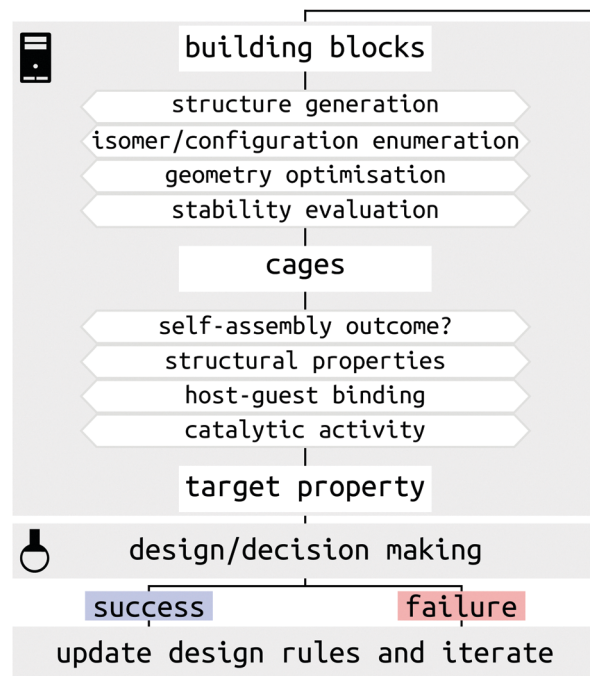 building blocks
structure generation
isomer/configuration enumeration
geometry optimisation
stability evaluation
cages
self-assembly outcome?
structural properties
host-guest binding
catalytic activity
target property
design/decision making
success
failure
update design rules and iterate